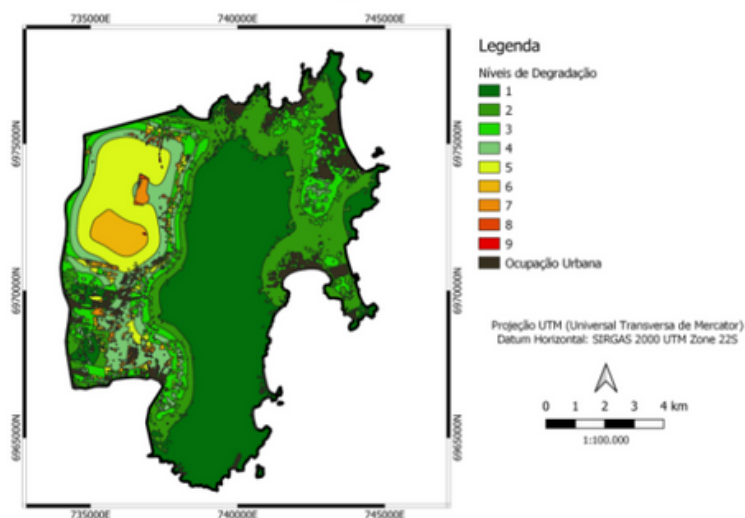 735000E 740000E 745000E
6975000N 6975000N
6970000N 6970000N
6965000N 6965000N
735000E 740000E 745000E
Legenda
Níveis de Degradação
1
2
3
4
5
6
7
8
9
Ocupação Urbana
Projeção UTM (Universal Transversa de Mercator)
Datum Horizontal: SIRGAS 2000 UTM Zone 22S
0 1 2 3 4 km
1:100.000